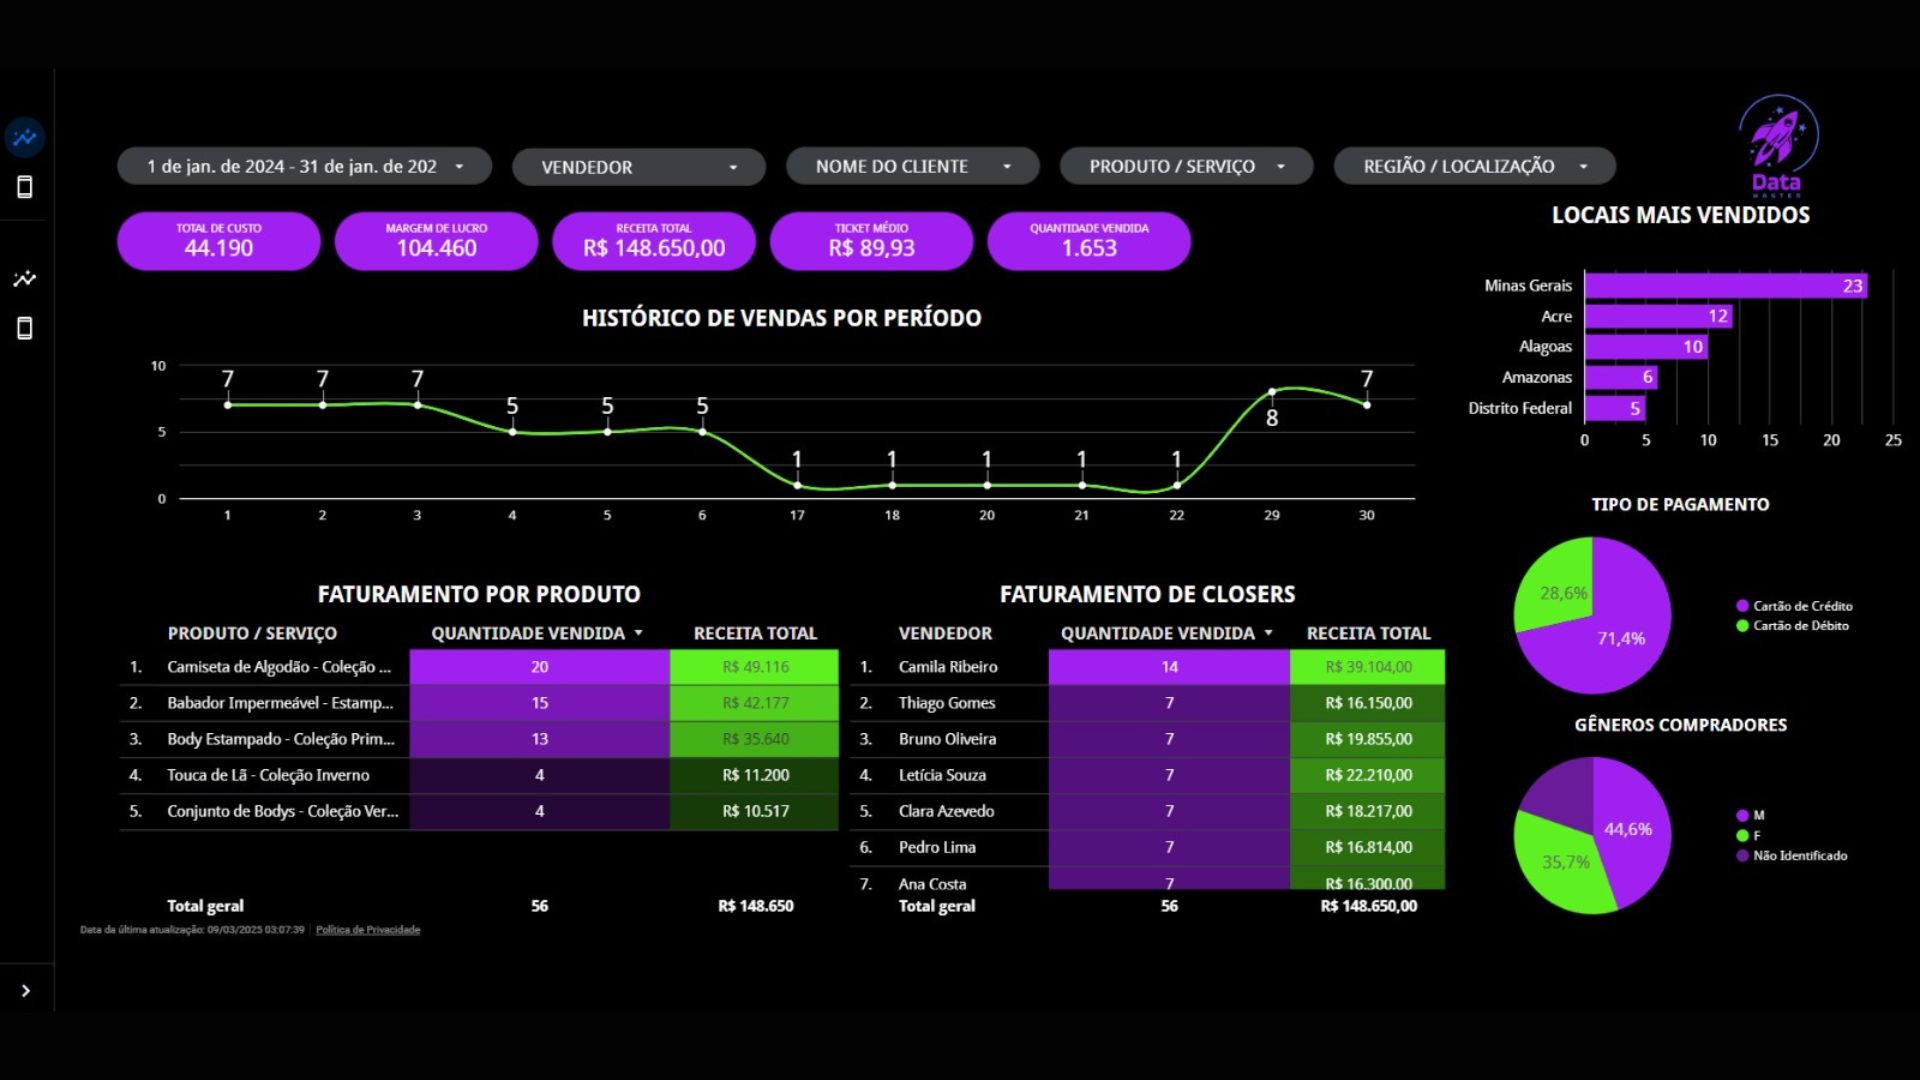 Data
MASTER
1 de jan. de 2024 - 31 de jan. de 202
VENDEDOR
NOME DO CLIENTE
PRODUTO / SERVIÇO
REGIÃO / LOCALIZAÇÃO
TOTAL DE CUSTO
44.190
MARGEM DE LUCRO
104.460
RECEITA TOTAL
R$ 148.650,00
TICKET MÉDIO
R$ 89,93
QUANTIDADE VENDIDA
1.653
HISTÓRICO DE VENDAS POR PERÍODO
10
5
0
7 7 7 5 5 5 1 1 1 1 1 8 7
1 2 3 4 5 6 17 18 20 21 22 29 30
LOCAIS MAIS VENDIDOS
Minas Gerais 23
Acre 12
Alagoas 10
Amazonas 6
Distrito Federal 5
0 5 10 15 20 25
TIPO DE PAGAMENTO
28,6%
71,4%
Cartão de Crédito
Cartão de Débito
GÊNEROS COMPRADORES
44,6%
35,7%
M
F
Não Identificado
FATURAMENTO POR PRODUTO
PRODUTO / SERVIÇO QUANTIDADE VENDIDA RECEITA TOTAL
1. Camiseta de Algodão - Coleção ... 20 R$ 49.116
2. Babador Impermeável - Estamp... 15 R$ 42.177
3. Body Estampado - Coleção Prim... 13 R$ 35.640
4. Touca de Lã - Coleção Inverno 4 R$ 11.200
5. Conjunto de Bodys - Coleção Ver... 4 R$ 10.517
Total geral 56 R$ 148.650
FATURAMENTO DE CLOSERS
VENDEDOR QUANTIDADE VENDIDA RECEITA TOTAL
1. Camila Ribeiro 14 R$ 39.104,00
2. Thiago Gomes 7 R$ 16.150,00
3. Bruno Oliveira 7 R$ 19.855,00
4. Letícia Souza 7 R$ 22.210,00
5. Clara Azevedo 7 R$ 18.217,00
6. Pedro Lima 7 R$ 16.814,00
7. Ana Costa 7 R$ 16.300,00
Total geral 56 R$ 148.650,00
Data da última atualização: 09/03/2025 03:07:39
Política de Privacidade